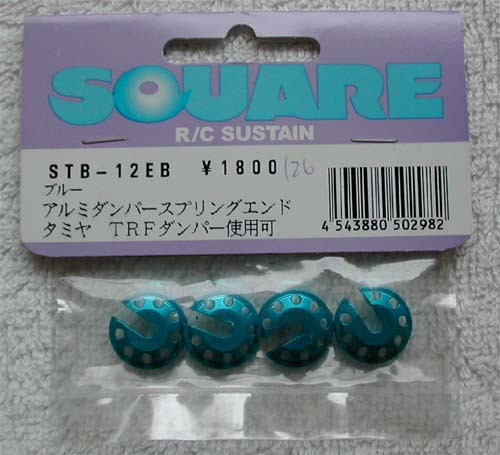 SQUARE
R/C SUSTAIN
STB-12EB ¥1800 126
ブルー
アルミダンパースプリングエンド
タミヤ TRFダンパー使用可
4 543880 502982